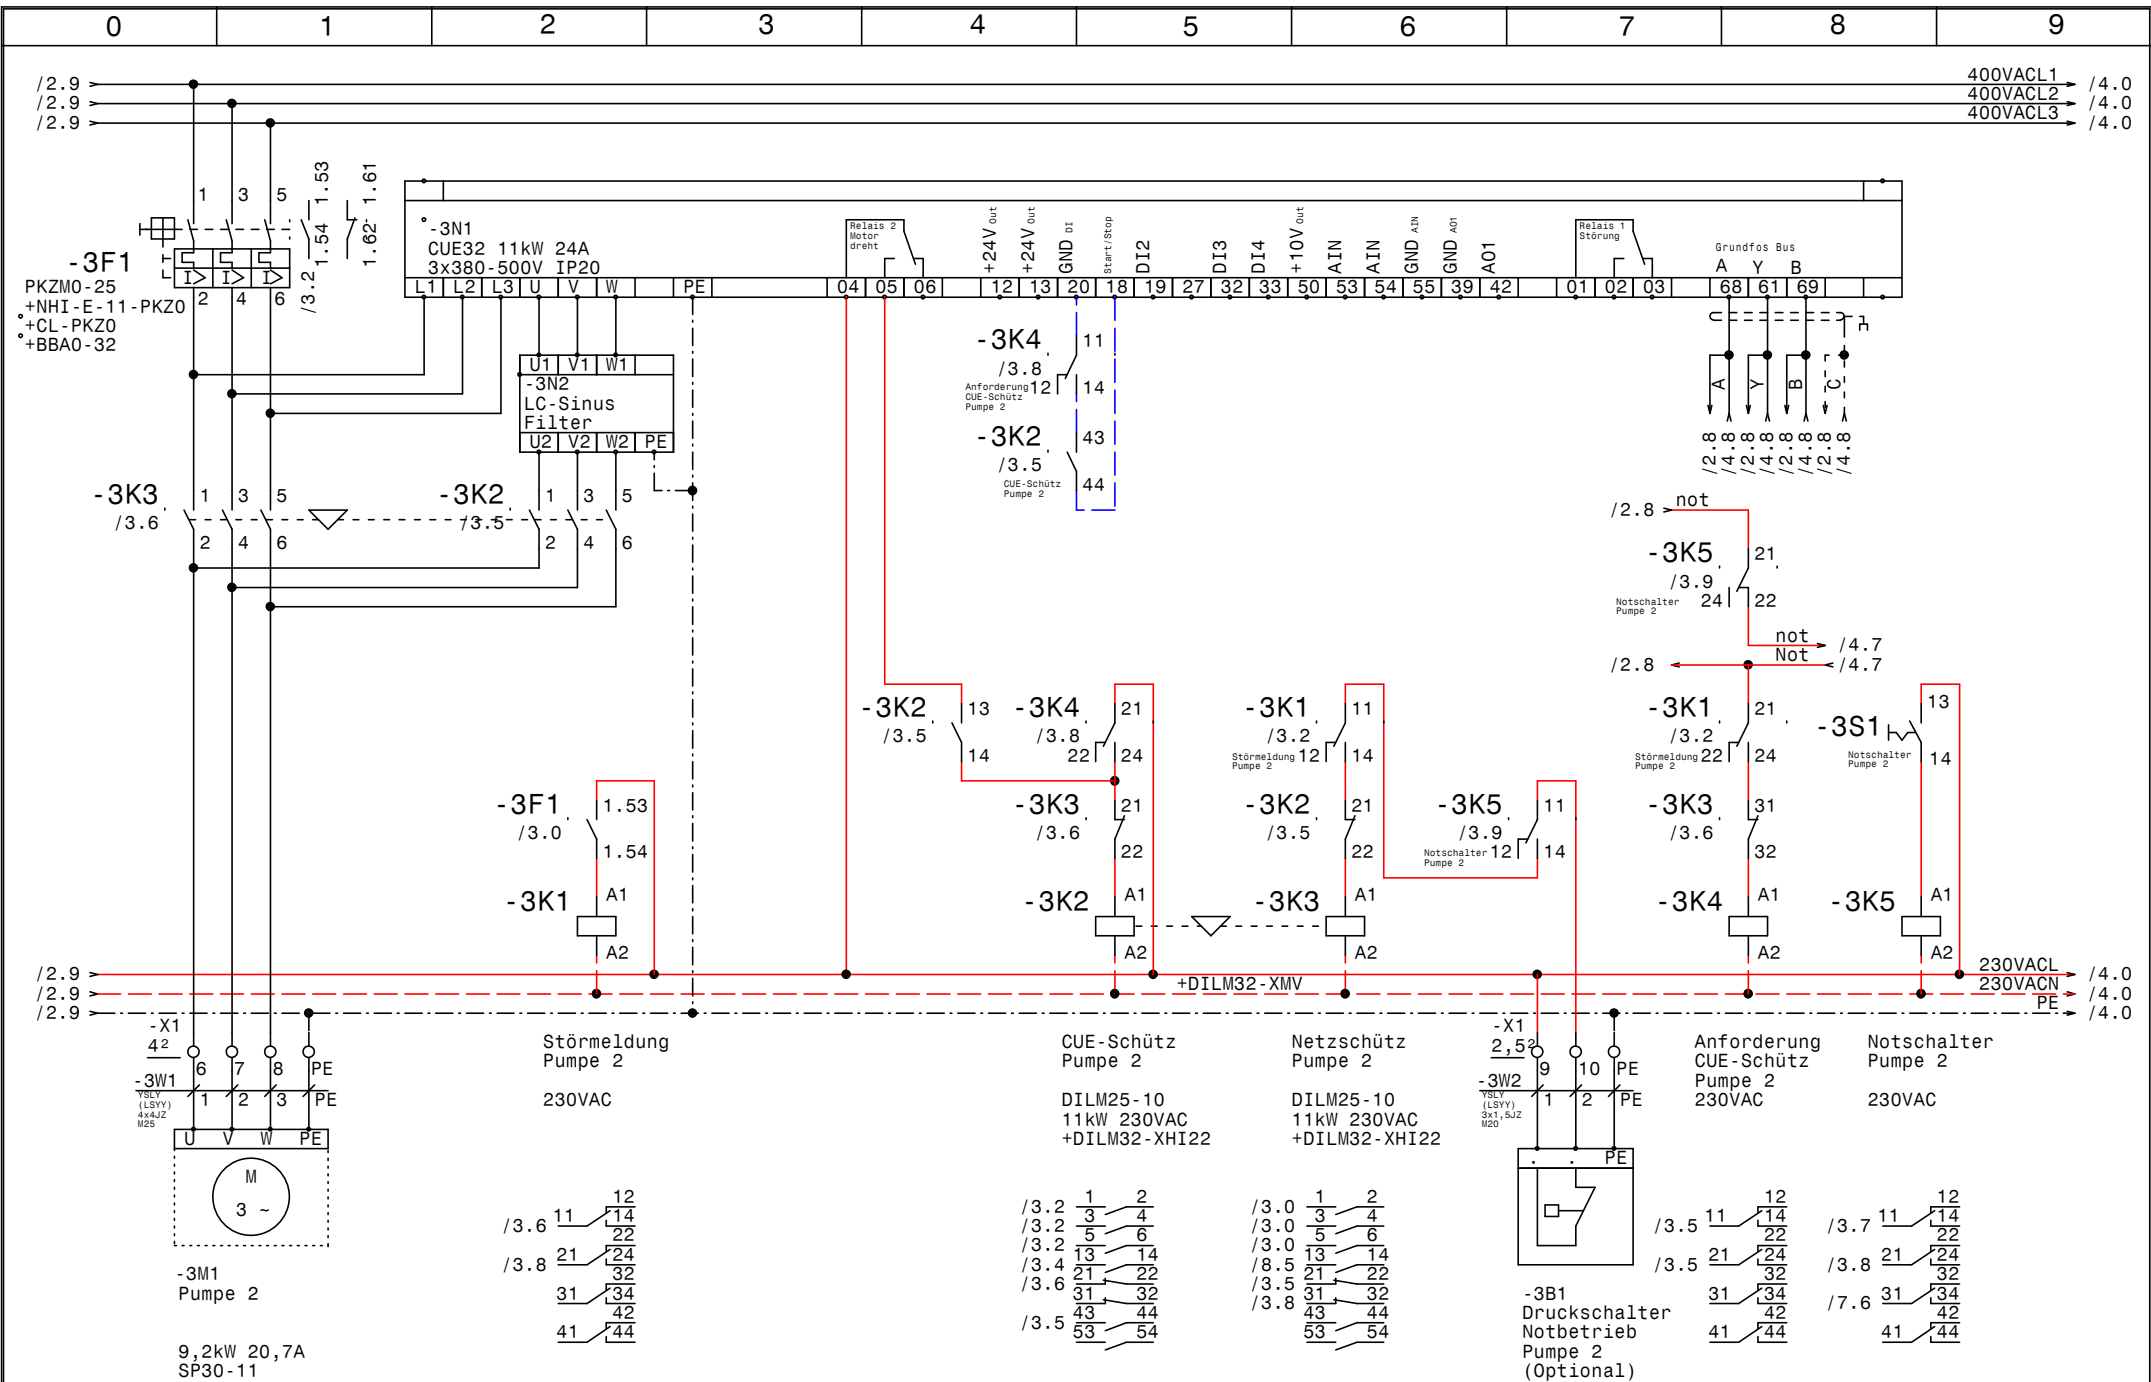 0 1 2 3 4 5 6 7 8 9
/2.9 400VACL1 /4.0
/2.9 400VACL2 /4.0
/2.9 400VACL3 /4.0
1 3 5
1.53
1.54
1.61
1.62
/3.2
-3F1
PKZM0-25
+NHI-E-11-PKZ0
+CL-PKZ0
+BBA0-32
I> I> I>
2 4 6
-3N1
CUE32 11kW 24A
3x380-500V IP20
Relais 2
Motor
dreht
+24V Out
+24V Out
GND DI
Start/Stop
DI2
DI3
DI4
+10V Out
AIN
AIN
GND AIN
GND AO1
AO1
Relais 1
Störung
Grundfos Bus
A Y B
L1 L2 L3 U V W PE 04 05 06 12 13 20 18 19 27 32 33 50 53 54 55 39 42 01 02 03 68 61 69
U1 V1 W1
-3N2
LC-Sinus
Filter
U2 V2 W2 PE
-3K4
/3.8
Anforderung
CUE-Schütz
Pumpe 2
11
12 14
-3K2
/3.5
CUE-Schütz
Pumpe 2
43
44
A Y B C
/2.8 /4.8 /2.8 /4.8 /2.8 /4.8 /2.8 /4.8
-3K3
/3.6
1 3 5
2 4 6
-3K2
/3.5
1 3 5
2 4 6
/2.8 not
-3K5
/3.9
Notschalter
Pumpe 2
21
24 22
not /4.7
/2.8 Not /4.7
-3K2
/3.5
13
14
-3K4
/3.8
21
22 24
-3K1
/3.2
Störmeldung
Pumpe 2
11
12 14
-3K1
/3.2
Störmeldung
Pumpe 2
21
22 24
-3S1
Notschalter
Pumpe 2
13
14
-3F1
/3.0
1.53
1.54
-3K3
/3.6
21
22
-3K2
/3.5
21
22
-3K5
/3.9
Notschalter
Pumpe 2
11
12 14
-3K3
/3.6
31
32
-3K1 A1
A2
-3K2 A1
A2
-3K3 A1
A2
-3K4 A1
A2
-3K5 A1
A2
/2.9 230VACL /4.0
+DILM32-XMV
/2.9 230VACN /4.0
/2.9 PE /4.0
-X1
4²
6 7 8 PE
-3W1
YSLY
(LSYY)
4x4JZ
M25
1 2 3 PE
U V W PE
M
3 ~
-3M1
Pumpe 2
9,2kW 20,7A
SP30-11
Störmeldung
Pumpe 2
230VAC
CUE-Schütz
Pumpe 2
DILM25-10
11kW 230VAC
+DILM32-XHI22
Netzschütz
Pumpe 2
DILM25-10
11kW 230VAC
+DILM32-XHI22
-X1
2,5²
9 10 PE
-3W2
YSLY
(LSYY)
3x1,5JZ
M20
1 2 PE
. . PE
-3B1
Druckschalter
Notbetrieb
Pumpe 2
(Optional)
Anforderung
CUE-Schütz
Pumpe 2
230VAC
Notschalter
Pumpe 2
230VAC
12
/3.6 11 14
22
/3.8 21 24
32
31 34
42
41 44
/3.2 1 2
/3.2 3 4
/3.2 5 6
/3.4 13 14
/3.6 21 22
31 32
/3.5 43 44
53 54
/3.0 1 2
/3.0 3 4
/3.0 5 6
/8.5 13 14
/3.5 21 22
/3.8 31 32
43 44
53 54
12
/3.5 11 14
22
/3.5 21 24
32
31 34
42
41 44
12
/3.7 11 14
22
/3.8 21 24
32
/7.6 31 34
42
41 44